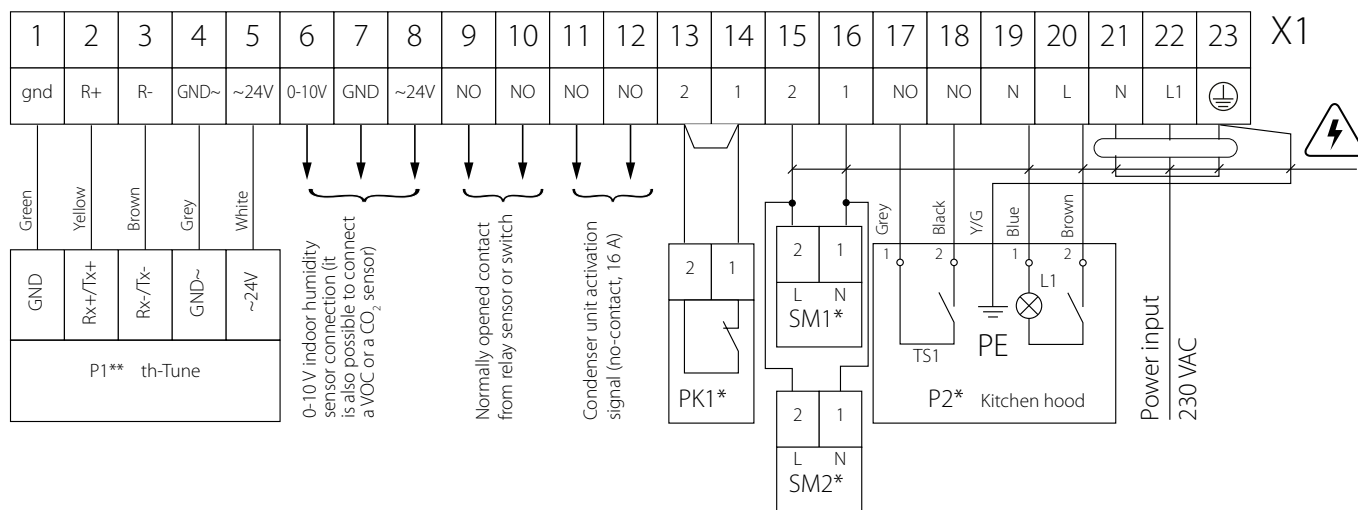 1 2 3 4 5 6 7 8 9 10 11 12 13 14 15 16 17 18 19 20 21 22 23 X1
gnd R+ R- GND~ ~24V 0-10V GND ~24V NO NO NO NO 2 1 2 1 NO NO N L N L1
Green
Yellow
Brown
Grey
White
GND
Rx+/Tx+
Rx-/Tx-
GND~
~24V
P1** th-Tune
0-10 V indoor humidity
sensor connection (it
is also possible to connect
a VOC or a CO₂ sensor)
Normally opened contact
from relay sensor or switch
Condenser unit activation
signal (no-contact, 16 A)
2 1
PK1*
2 1
L N
SM1*
2 1
L N
SM2*
Grey
Black
Y/G
Blue
Brown
1 2 1 2
TS1
PE
L1
P2* Kitchen hood
Power input
230 VAC